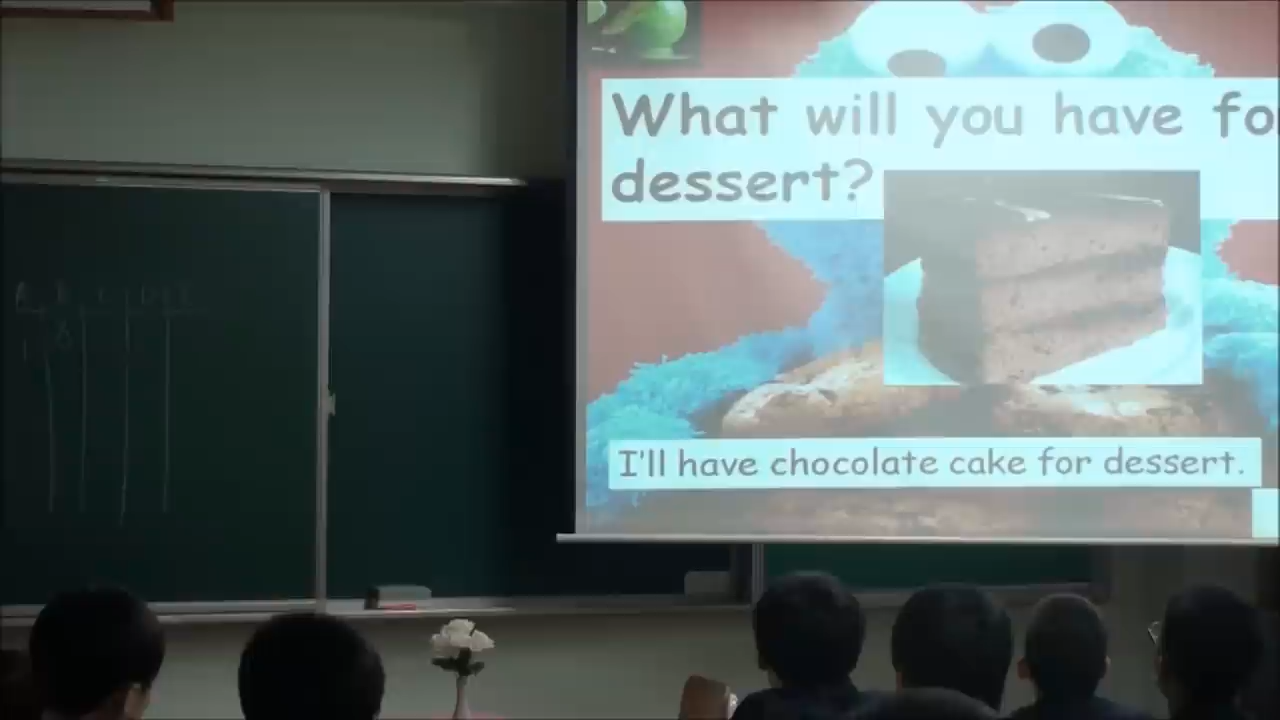 What will you have fo
dessert?
I'll have chocolate cake for dessert.